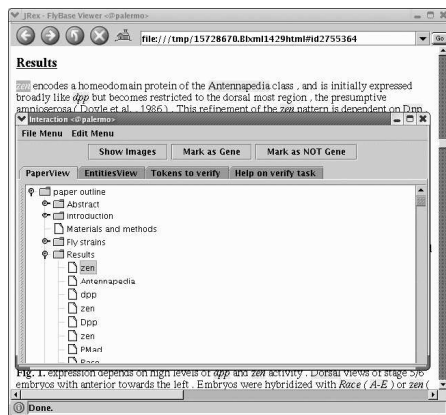 JRex - FlyBase Viewer <@palermo>
file:///tmp/15728670.Bixml1429html#id2755364
Go
Results
zen encodes a homeodomain protein of the Antennapedia class , and is initially expressed
broadly like dpp but becomes restricted to the dorsal most region , the presumptive
amnioserosa ( Doyle et al. , 1986 ) . This refinement of the zen pattern is dependent on Dpp
Interaction <@palermo>
File Menu Edit Menu
Show Images Mark as Gene Mark as NOT Gene
PaperView EntitiesView Tokens to verify Help on verify task
paper outline
Abstract
Introduction
Materials and methods
Fly strains
Results
zen
Antennapedia
dpp
zen
Dpp
zen
PMad
Race
Fig. 1. expression depends on high levels of dpp and zen activity . Dorsal views of stage 5/6
embryos with anterior towards the left . Embryos were hybridized with Race ( A-E ) or zen (
Done.